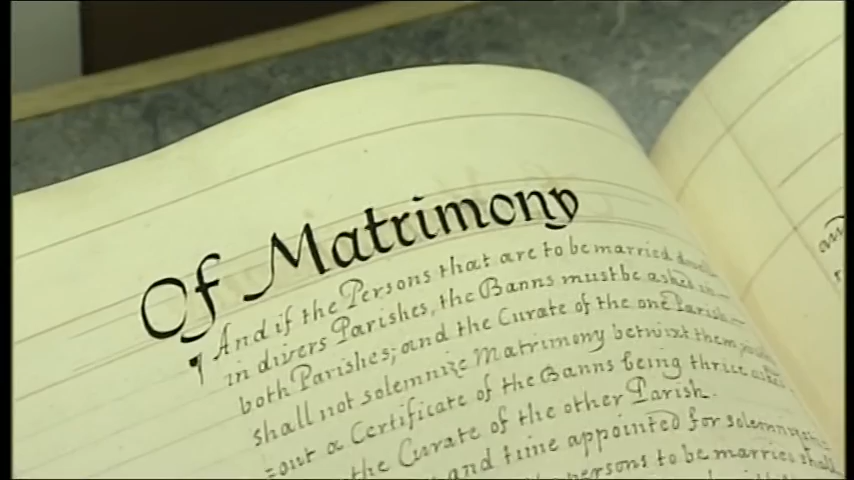 Of Matrimony
¶ And if the Persons that are to be married dwell
in divers Parishes, the Banns must be asked in
both Parishes; and the Curate of the one Parish
shall not solemnize Matrimony betwixt them,
out a Certificate of the Banns being thrice asked
the Curate of the other Parish.
and time appointed for solemniz
persons to be married shall